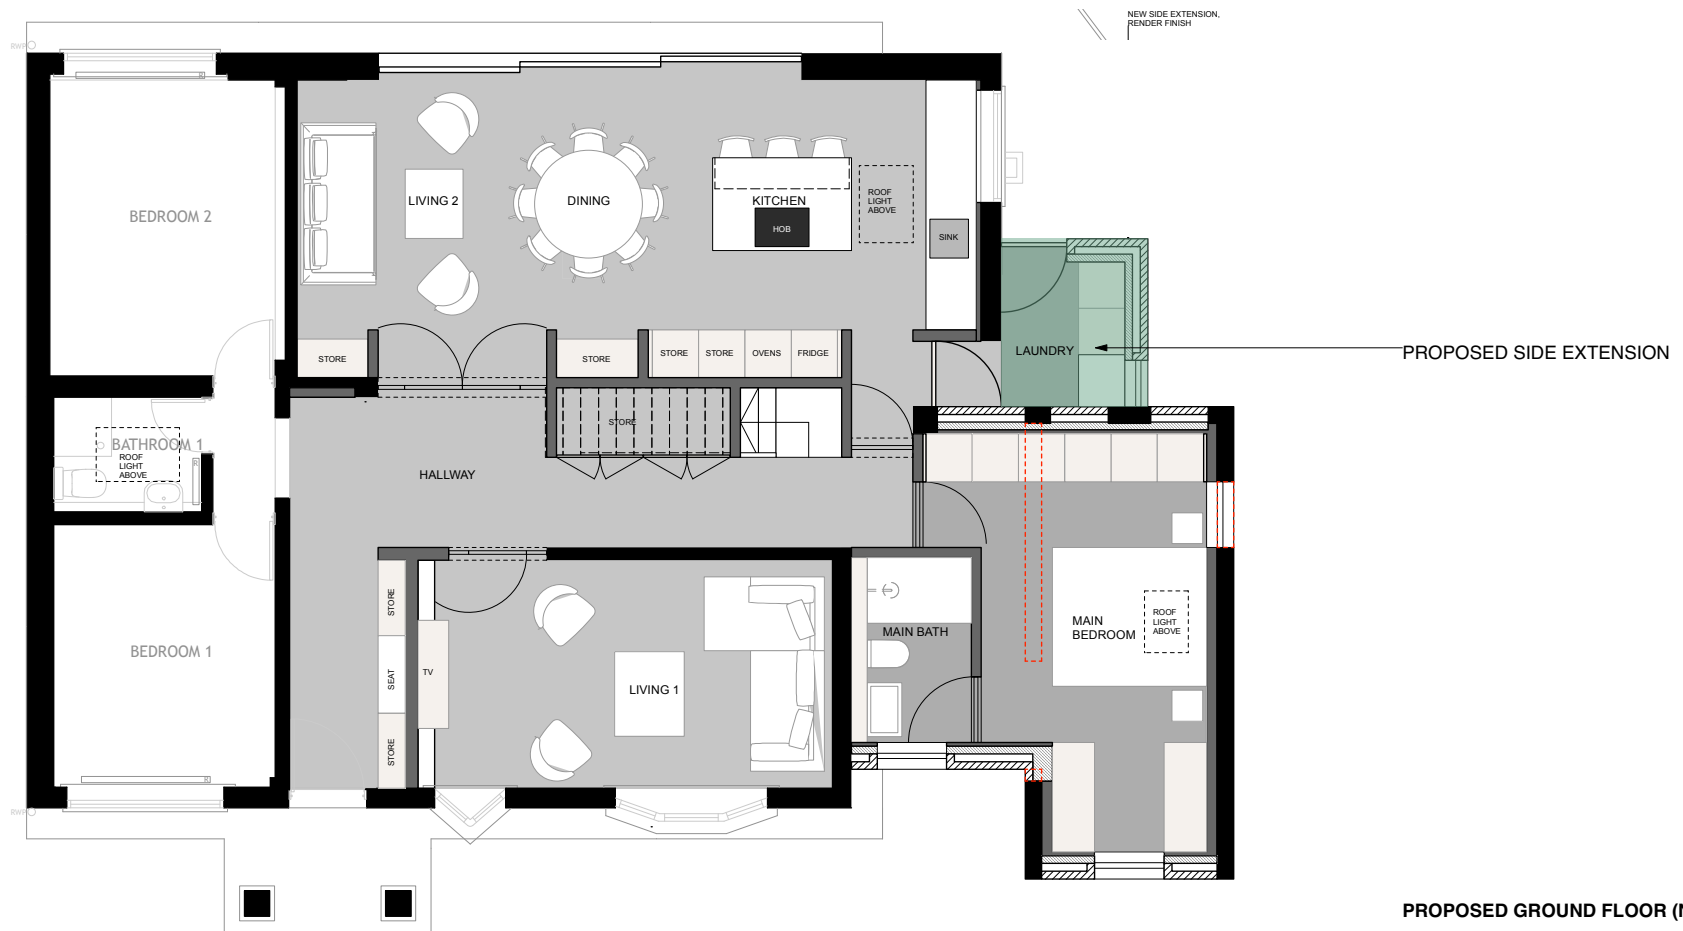 NEW SIDE EXTENSION,
RENDER FINISH
RWP
BEDROOM 2
LIVING 2
DINING
KITCHEN
HOB
ROOF
LIGHT
ABOVE
SINK
STORE
STORE
STORE
STORE
OVENS
FRIDGE
LAUNDRY
PROPOSED SIDE EXTENSION
STORE
BATHROOM 1
ROOF
LIGHT
ABOVE
HALLWAY
STORE
SEAT
STORE
TV
LIVING 1
MAIN BATH
MAIN
BEDROOM
ROOF
LIGHT
ABOVE
BEDROOM 1
RWP
PROPOSED GROUND FLOOR (